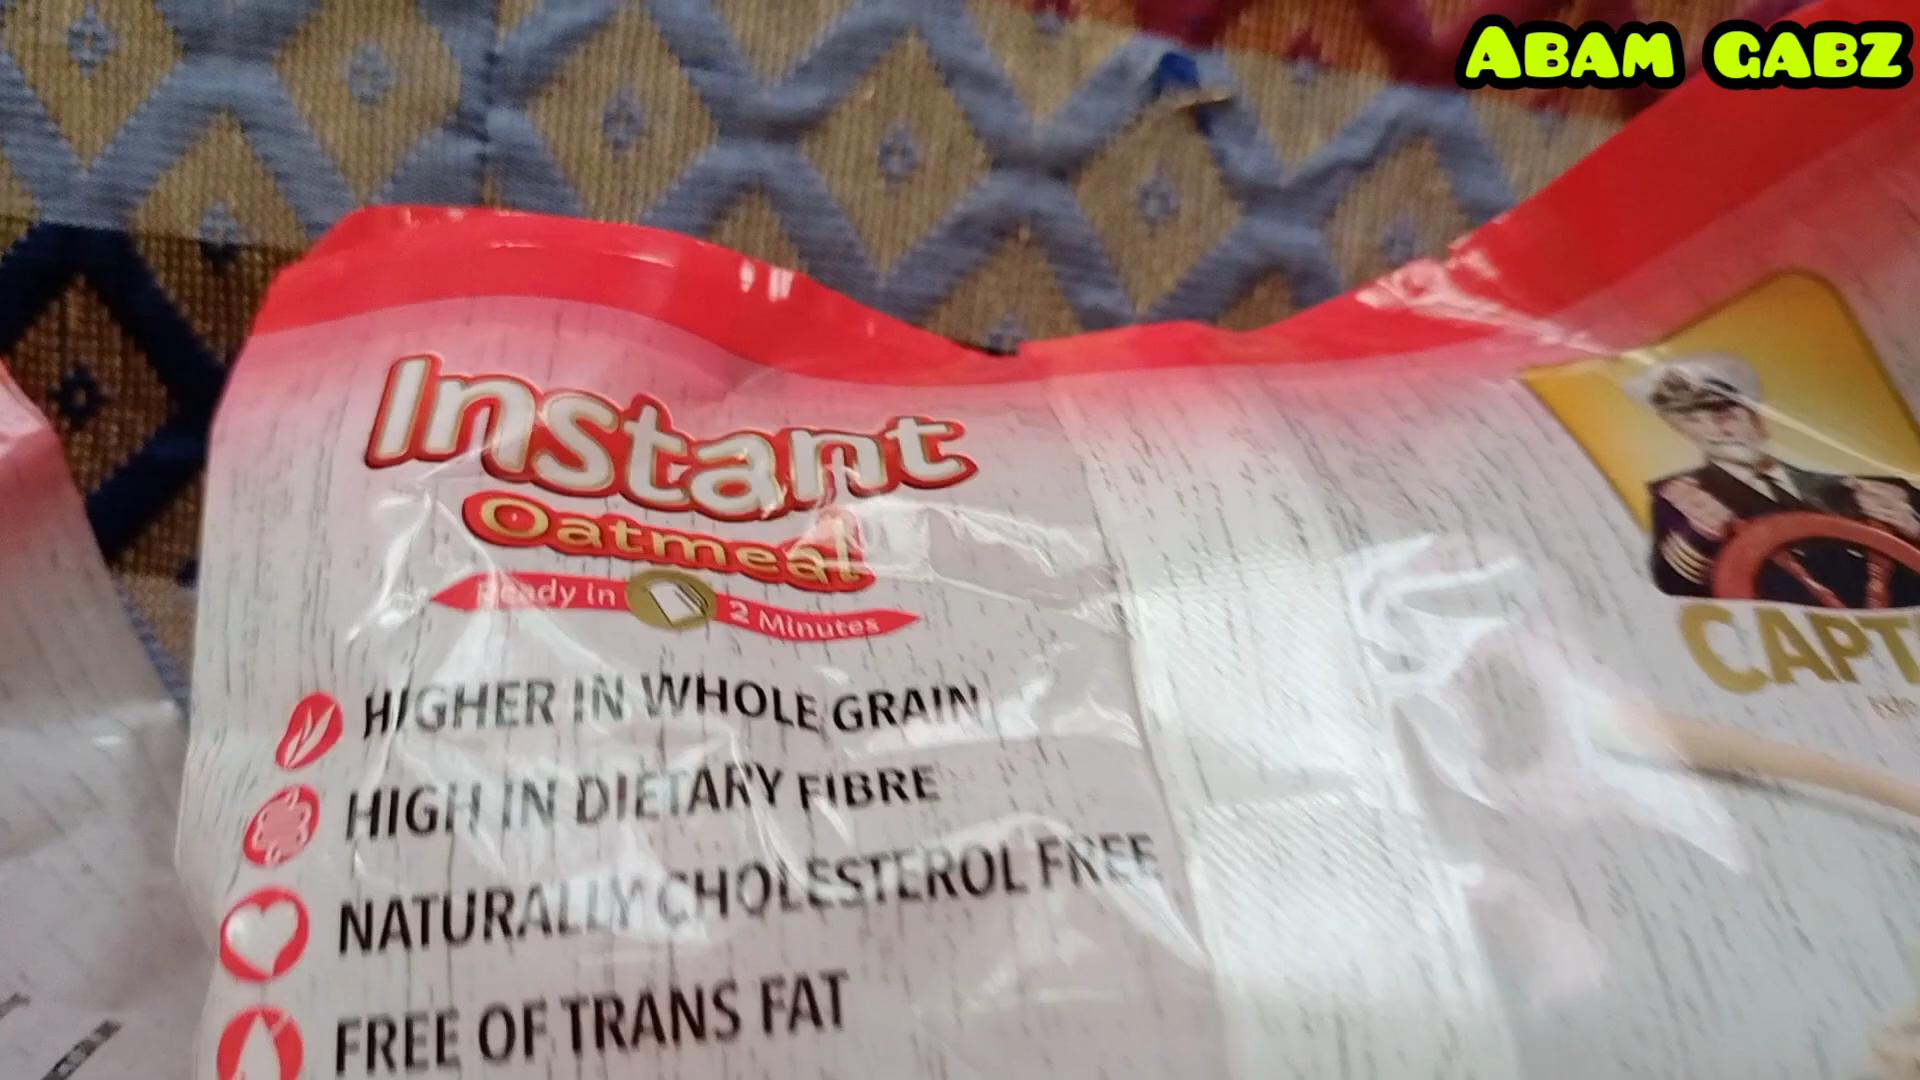 ABAM GABZ
Instant
Oatmeal
Ready in 2 Minutes
HIGHER IN WHOLE GRAIN
HIGH IN DIETARY FIBRE
NATURALLY CHOLESTEROL FREE
FREE OF TRANS FAT
CAPT